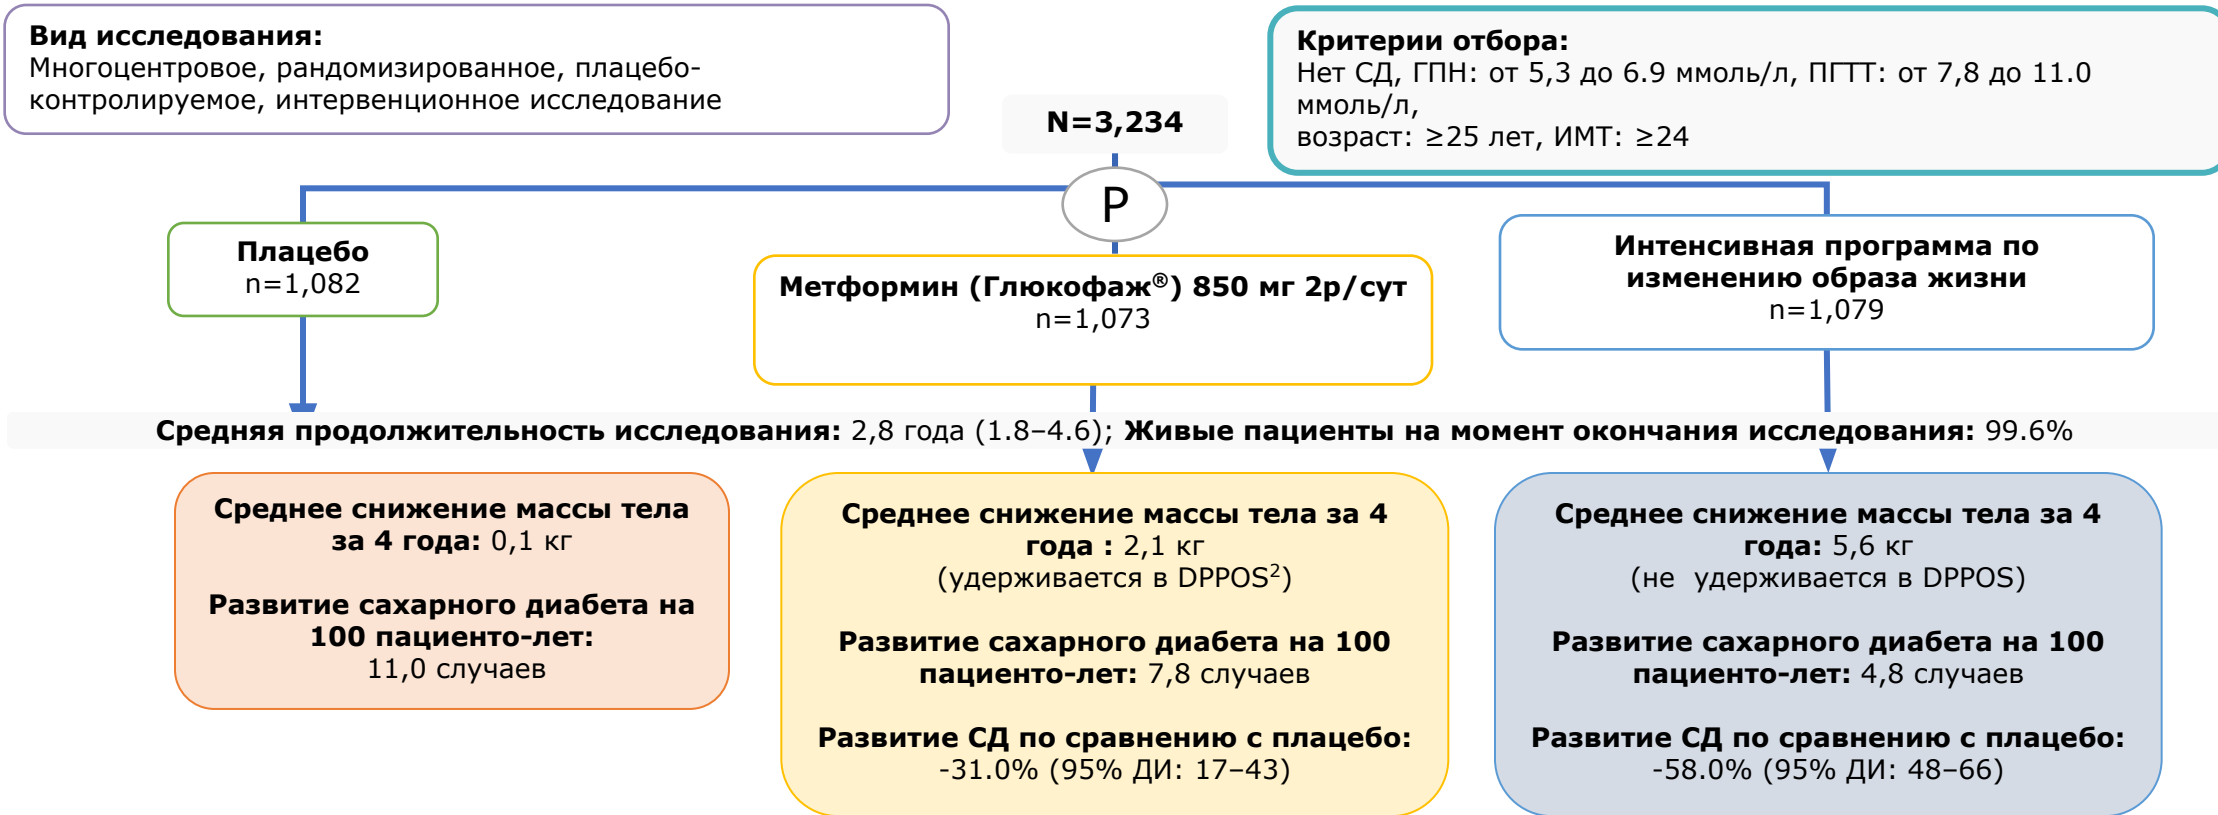 Вид исследования:
Многоцентровое, рандомизированное, плацебо-
контролируемое, интервенционное исследование
Критерии отбора:
Нет СД, ГПН: от 5,3 до 6.9 ммоль/л, ПГТТ: от 7,8 до 11.0
ммоль/л,
возраст: ≥25 лет, ИМТ: ≥24
N=3,234
Р
Плацебо
n=1,082
Метформин (Глюкофаж®) 850 мг 2р/сут
n=1,073
Интенсивная программа по
изменению образа жизни
n=1,079
Средняя продолжительность исследования: 2,8 года (1.8–4.6); Живые пациенты на момент окончания исследования: 99.6%
Среднее снижение массы тела
за 4 года: 0,1 кг
Развитие сахарного диабета на
100 пациенто-лет:
11,0 случаев
Среднее снижение массы тела за 4
года : 2,1 кг
(удерживается в DPPOS²)
Развитие сахарного диабета на 100
пациенто-лет: 7,8 случаев
Развитие СД по сравнению с плацебо:
-31.0% (95% ДИ: 17–43)
Среднее снижение массы тела за 4
года: 5,6 кг
(не удерживается в DPPOS)
Развитие сахарного диабета на 100
пациенто-лет: 4,8 случаев
Развитие СД по сравнению с плацебо:
-58.0% (95% ДИ: 48–66)